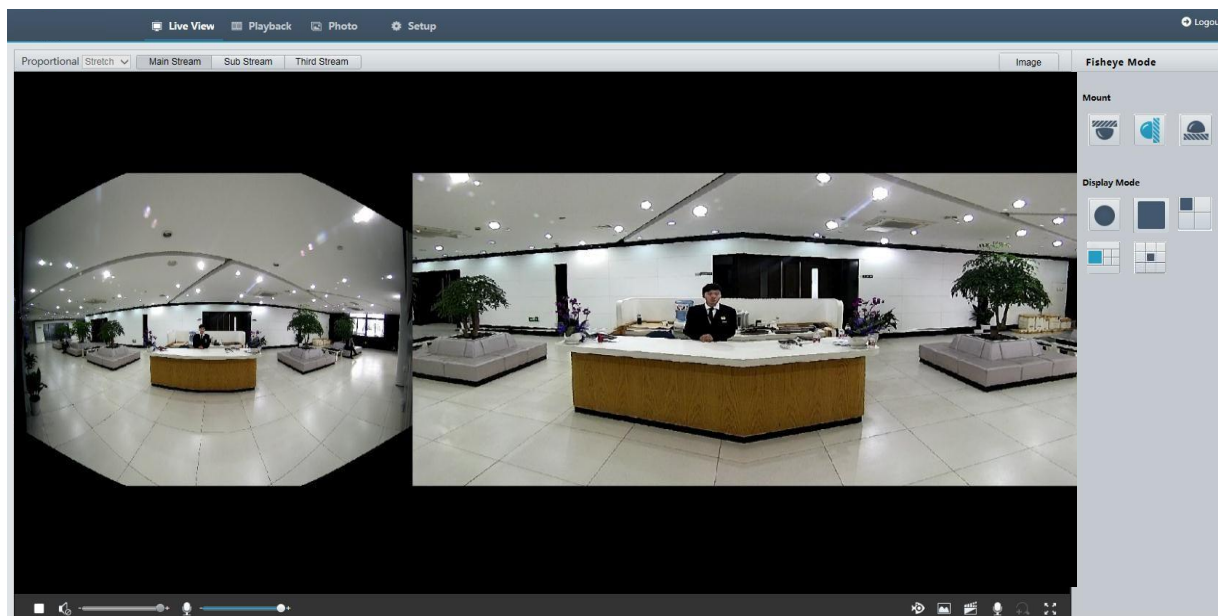 Live View Playback Photo Setup
Proportional Stretch Main Stream Sub Stream Third Stream Image
Fisheye Mode
Mount
Display Mode